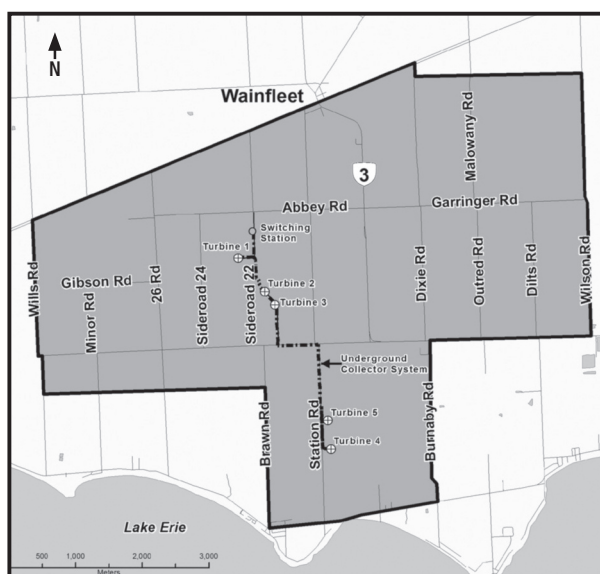 N
Wainfleet
Malowany Rd
3
Abbey Rd
Garringer Rd
Switching
Station
Turbine 1
Wills Rd
Gibson Rd
Minor Rd
26 Rd
Sideroad 24
Sideroad 22
Turbine 2
Turbine 3
Dixie Rd
Outred Rd
Dilts Rd
Wilson Rd
Underground
Collector System
Brawn Rd
Station Rd
Burnaby Rd
Turbine 5
Turbine 4
Lake Erie
500 1,000 2,000 3,000
Meters